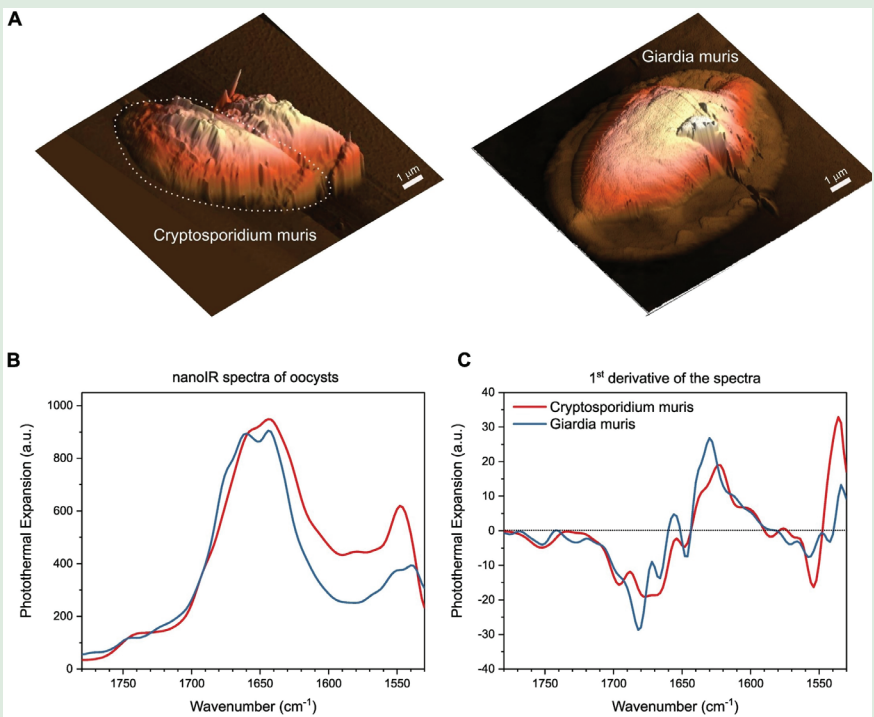 A
Cryptosporidium muris
1 μm
Giardia muris
1 μm
B
nanoIR spectra of oocysts
Photothermal Expansion (a.u.)
1000
800
600
400
200
0
1750
1700
1650
1600
1550
Wavenumber (cm⁻¹)
C
1ˢᵗ derivative of the spectra
Cryptosporidium muris
Giardia muris
Photothermal Expansion (a.u.)
40
30
20
10
0
-10
-20
-30
-40
1750
1700
1650
1600
1550
Wavenumber (cm⁻¹)